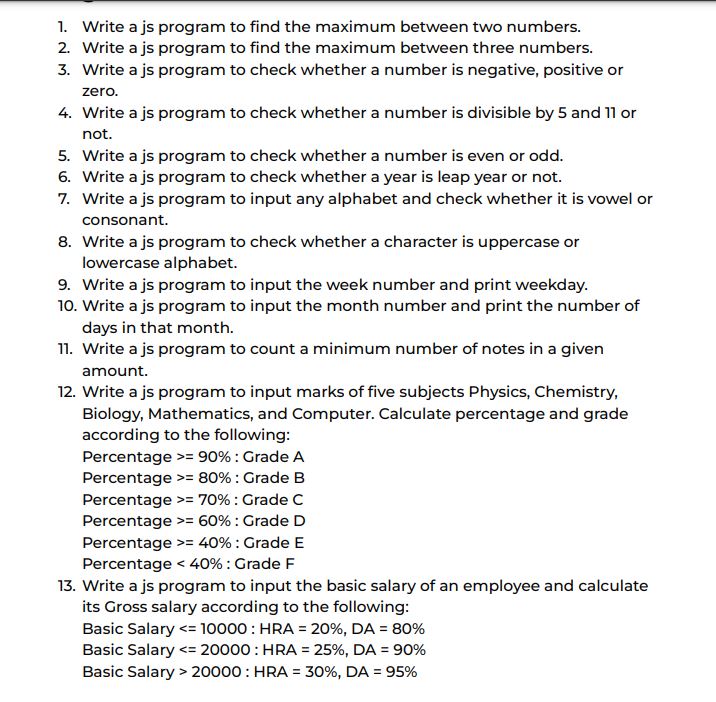 1. Write a js program to find the maximum between two numbers.
2. Write a js program to find the maximum between three numbers.
3. Write a js program to check whether a number is negative, positive or
zero.
4. Write a js program to check whether a number is divisible by 5 and 11 or
not.
5. Write a js program to check whether a number is even or odd.
6. Write a js program to check whether a year is leap year or not.
7. Write a js program to input any alphabet and check whether it is vowel or
consonant.
8. Write a js program to check whether a character is uppercase or
lowercase alphabet.
9. Write a js program to input the week number and print weekday.
10. Write a js program to input the month number and print the number of
days in that month.
11. Write a js program to count a minimum number of notes in a given
amount.
12. Write a js program to input marks of five subjects Physics, Chemistry,
Biology, Mathematics, and Computer. Calculate percentage and grade
according to the following:
Percentage >= 90% : Grade A
Percentage >= 80% : Grade B
Percentage >= 70% : Grade C
Percentage >= 60% : Grade D
Percentage >= 40% : Grade E
Percentage < 40% : Grade F
13. Write a js program to input the basic salary of an employee and calculate
its Gross salary according to the following:
Basic Salary <= 10000 : HRA = 20%, DA = 80%
Basic Salary <= 20000 : HRA = 25%, DA = 90%
Basic Salary > 20000 : HRA = 30%, DA = 95%